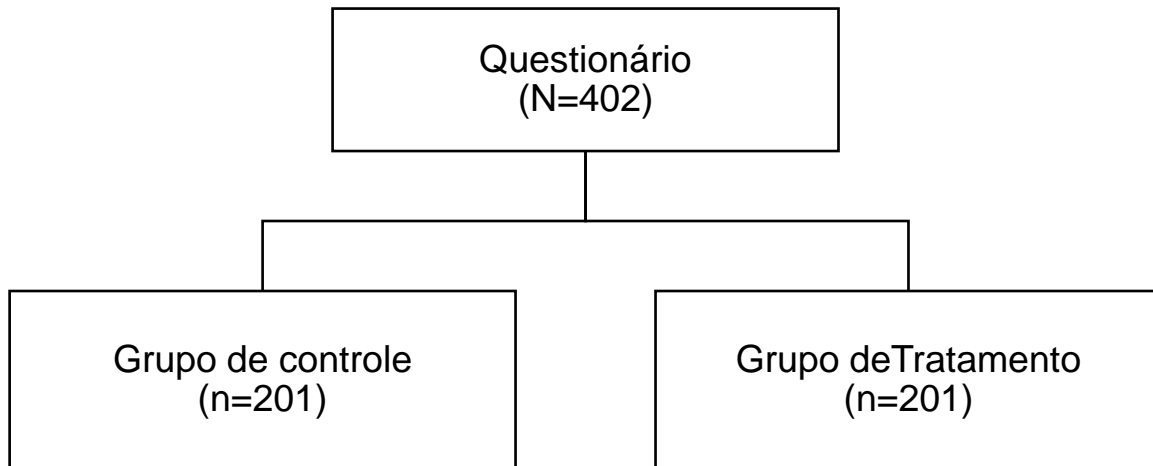 Questionário
(N=402)
Grupo de controle
(n=201)
Grupo deTratamento
(n=201)